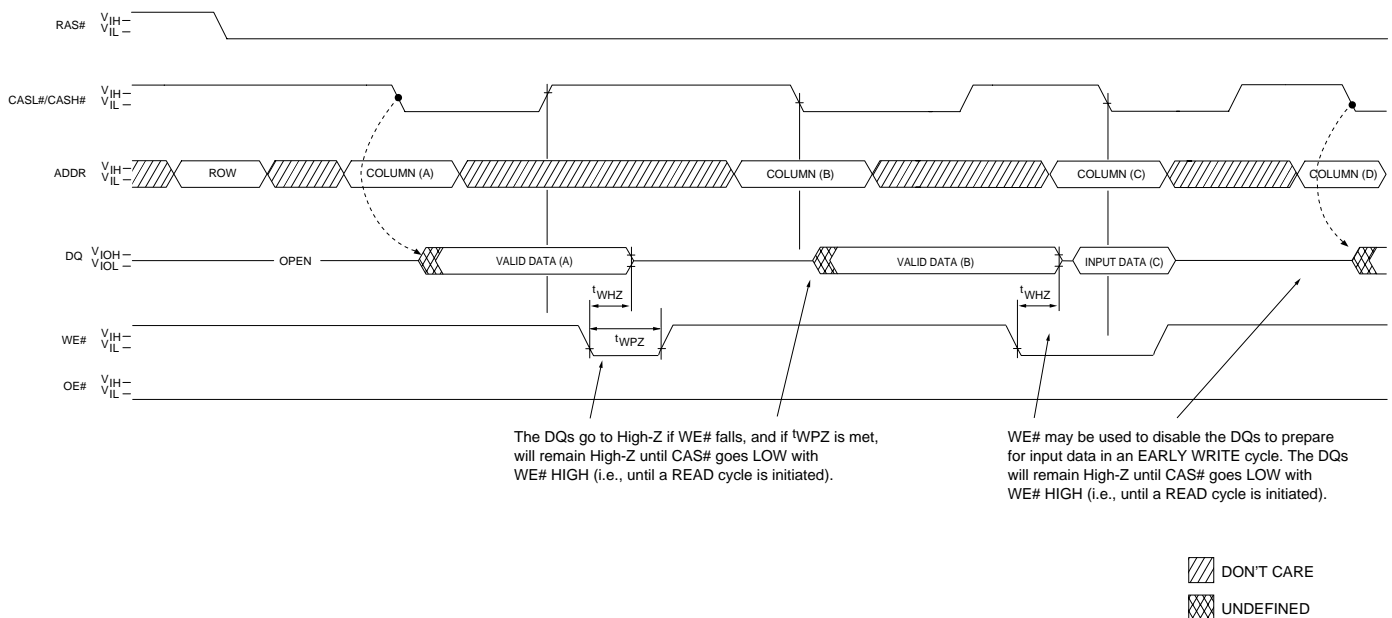 RAS# VIH
VIL
CASL#/CASH# VIH
VIL
ADDR VIH
VIL
ROW COLUMN (A) COLUMN (B) COLUMN (C) COLUMN (D)
DQ VIOH
VIOL
OPEN VALID DATA (A) VALID DATA (B) INPUT DATA (C)
tWHZ tWHZ
tWPZ
WE# VIH
VIL
OE# VIH
VIL
The DQs go to High-Z if WE# falls, and if tWPZ is met,
will remain High-Z until CAS# goes LOW with
WE# HIGH (i.e., until a READ cycle is initiated).
WE# may be used to disable the DQs to prepare
for input data in an EARLY WRITE cycle. The DQs
will remain High-Z until CAS# goes LOW with
WE# HIGH (i.e., until a READ cycle is initiated).
DON'T CARE
UNDEFINED